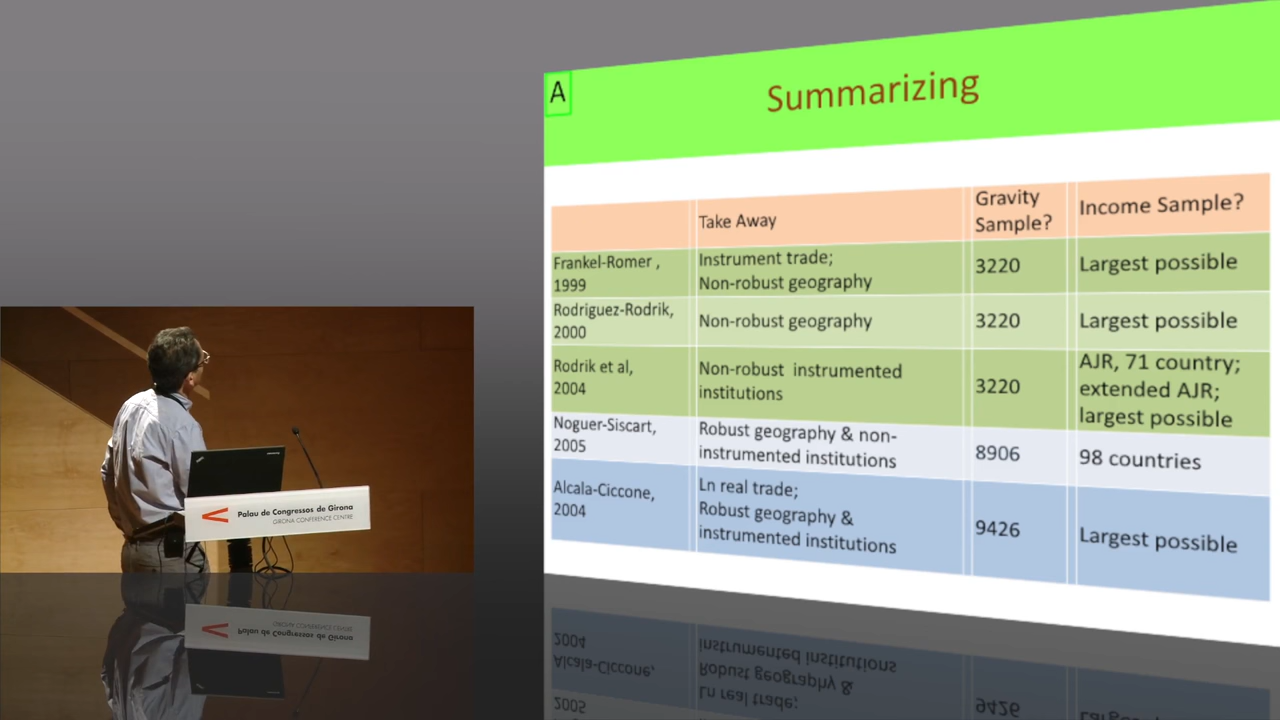 A
Summarizing
Take Away
Gravity
Sample?
Income Sample?
Frankel-Romer ,
1999
Instrument trade;
Non-robust geography
3220
Largest possible
Rodriguez-Rodrik,
2000
Non-robust geography
3220
Largest possible
Rodrik et al,
2004
Non-robust instrumented
institutions
3220
AJR, 71 country;
extended AJR;
largest possible
Noguer-Siscart,
2005
Robust geography & non-
instrumented institutions
8906
98 countries
Alcala-Ciccone,
2004
Ln real trade;
Robust geography &
instrumented institutions
9426
Largest possible
Palau de Congressos de Girona
GIRONA CONFERENCE CENTRE